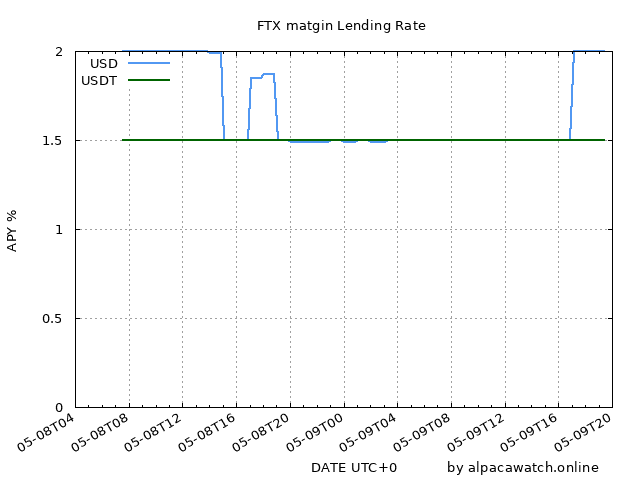 FTX matgin Lending Rate
2
USD
USDT
1.5
1
APY %
0.5
0
05-08T04
05-08T08
05-08T12
05-08T16
05-08T20
05-09T00
05-09T04
05-09T08
05-09T12
05-09T16
05-09T20
DATE UTC+0
by alpacawatch.online